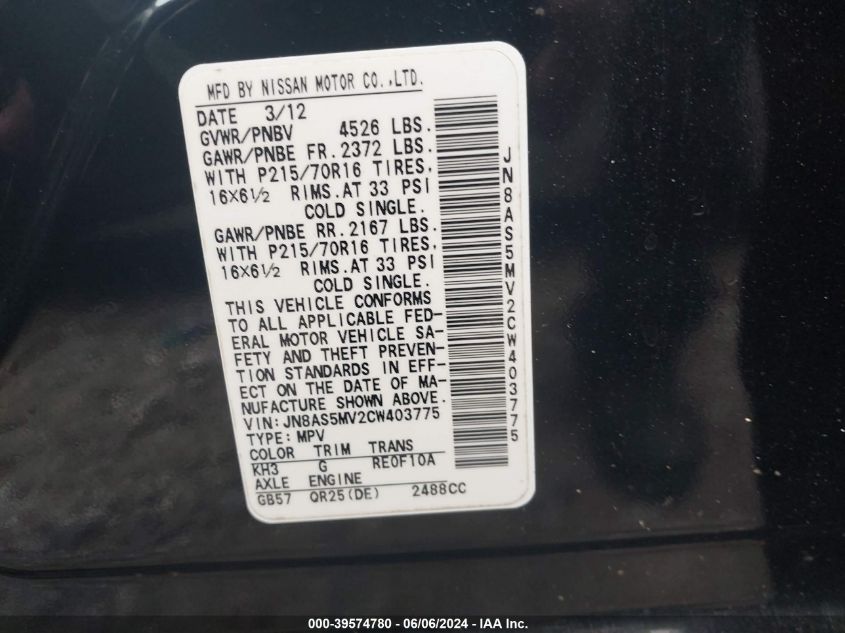 MFD BY NISSAN MOTOR CO.,LTD.
DATE 3/12
GVWR/PNBV 4526 LBS.
GAWR/PNBE FR. 2372 LBS.
WITH P215/70R16 TIRES,
16X6½ RIMS.AT 33 PSI
COLD SINGLE.
GAWR/PNBE RR. 2167 LBS.
WITH P215/70R16 TIRES,
16X6½ RIMS.AT 33 PSI
COLD SINGLE.
THIS VEHICLE CONFORMS
TO ALL APPLICABLE FED-
ERAL MOTOR VEHICLE SA-
FETY AND THEFT PREVEN-
TION STANDARDS IN EFF-
ECT ON THE DATE OF MA-
NUFACTURE SHOWN ABOVE.
VIN: JN8AS5MV2CW403775
TYPE: MPV
COLOR TRIM TRANS
KH3 G RE0F10A
AXLE ENGINE
GB57 QR25(DE) 2488CC
JN8AS5MV2CW403775
000-39574780 - 06/06/2024 - IAA Inc.